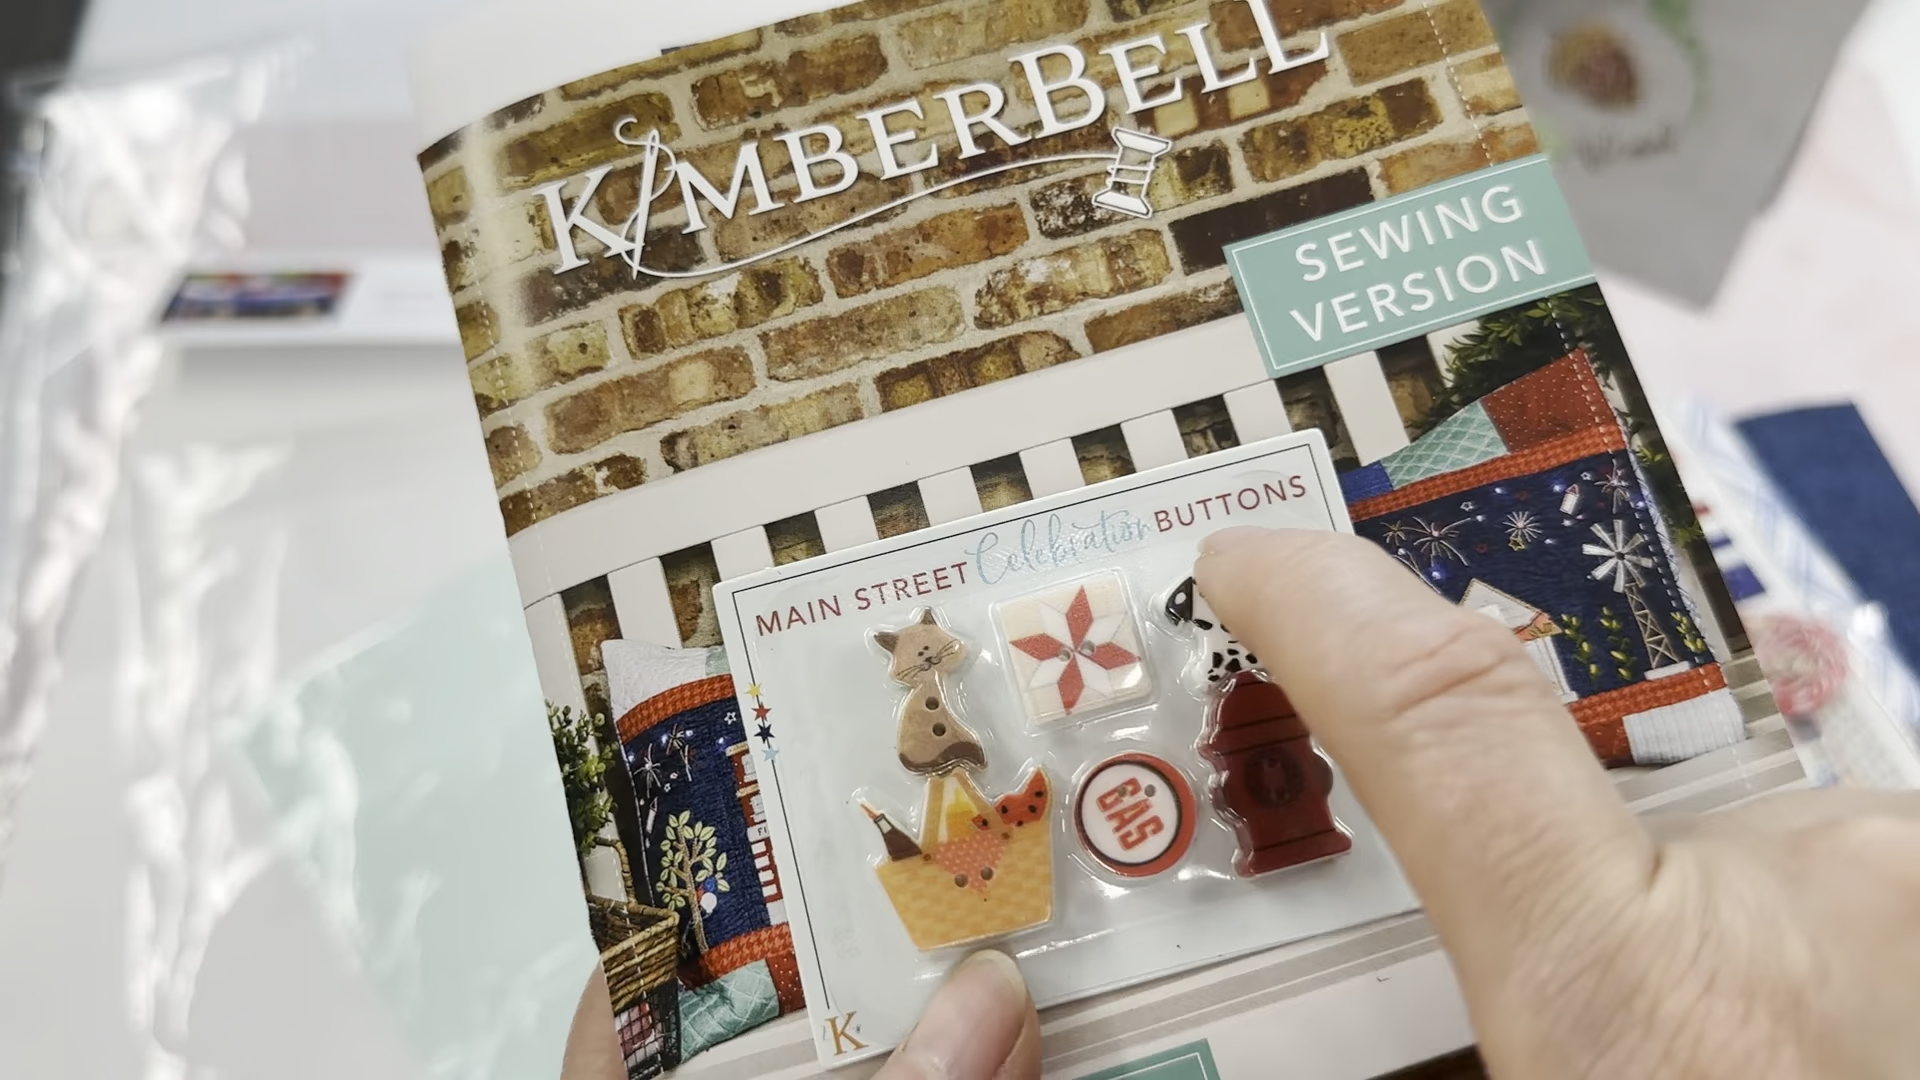 KIMBERBELL
SEWING
VERSION
MAIN STREET Celebration BUTTONS
GAS
K